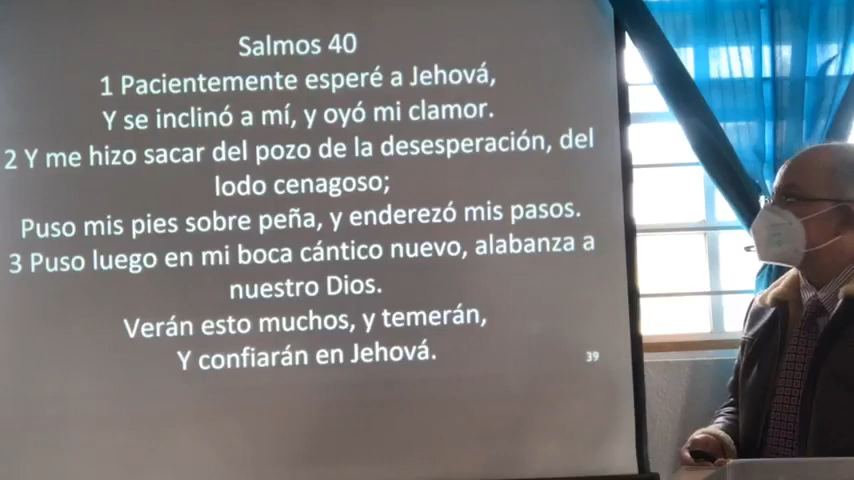 Salmos 40
1 Pacientemente esperé a Jehová,
Y se inclinó a mí, y oyó mi clamor.
2 Y me hizo sacar del pozo de la desesperación, del
lodo cenagoso;
Puso mis pies sobre peña, y enderezó mis pasos.
3 Puso luego en mi boca cántico nuevo, alabanza a
nuestro Dios.
Verán esto muchos, y temerán,
Y confiarán en Jehová.
39